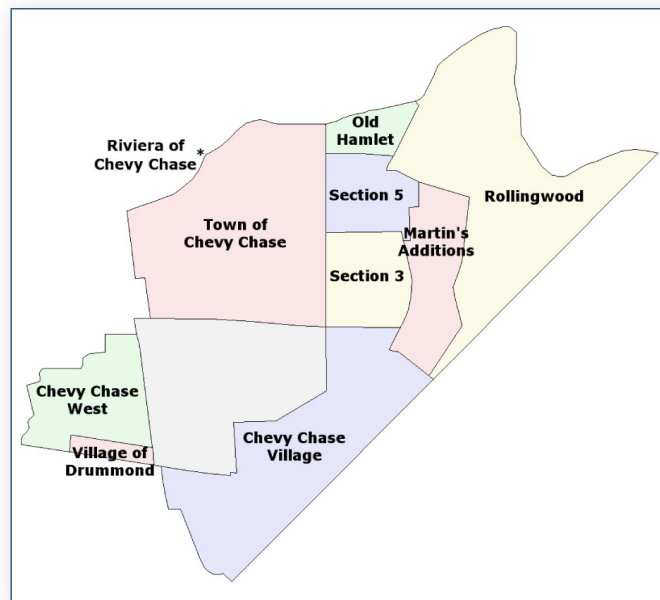 Old
Hamlet
Riviera of
Chevy Chase
*
Section 5
Rollingwood
Town of
Chevy Chase
Martin's
Additions
Section 3
Chevy Chase
West
Chevy Chase
Village
Village of
Drummond